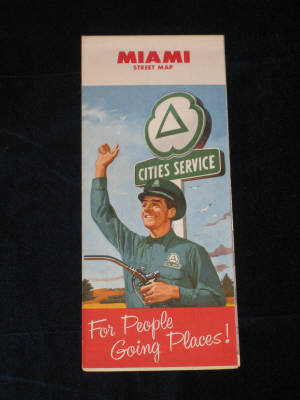 MIAMI
STREET MAP
CITIES SERVICE
For People
Going Places!